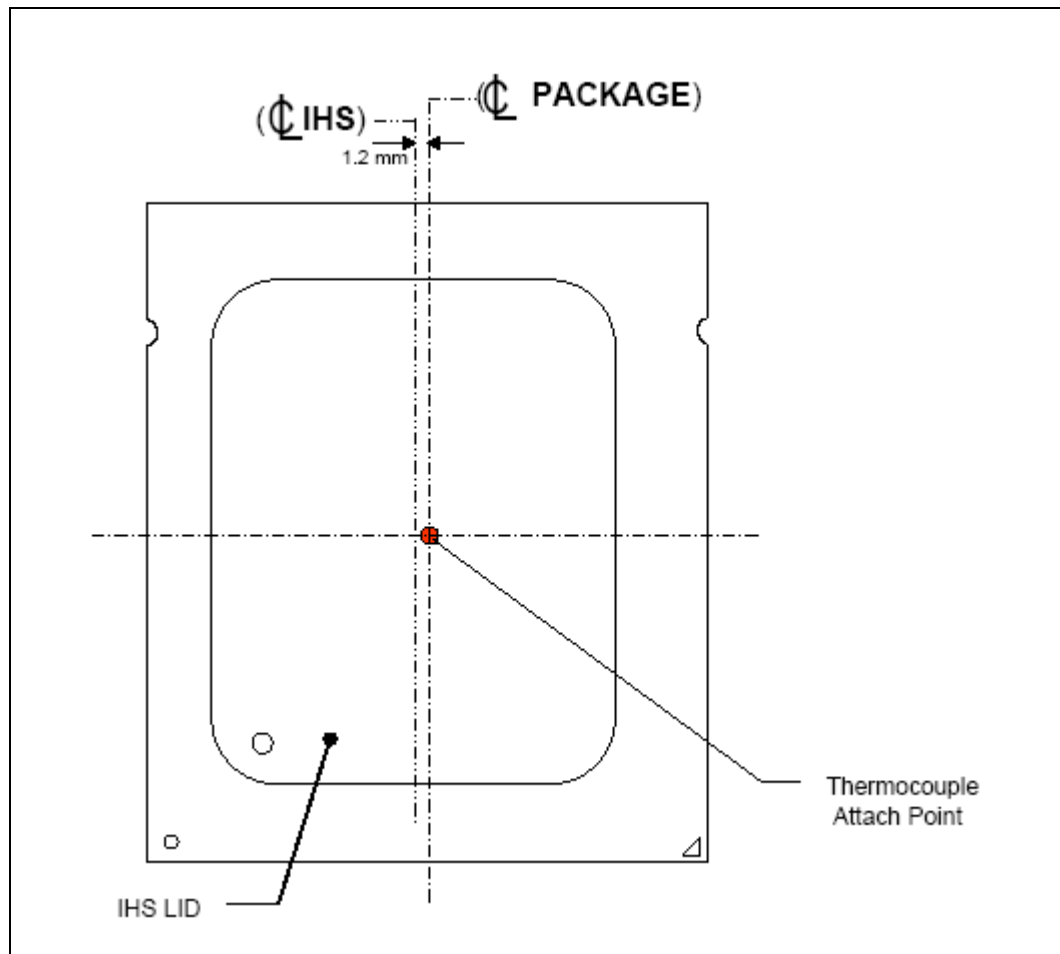 (℄ PACKAGE)
(℄ IHS)
1.2 mm
Thermocouple
Attach Point
IHS LID